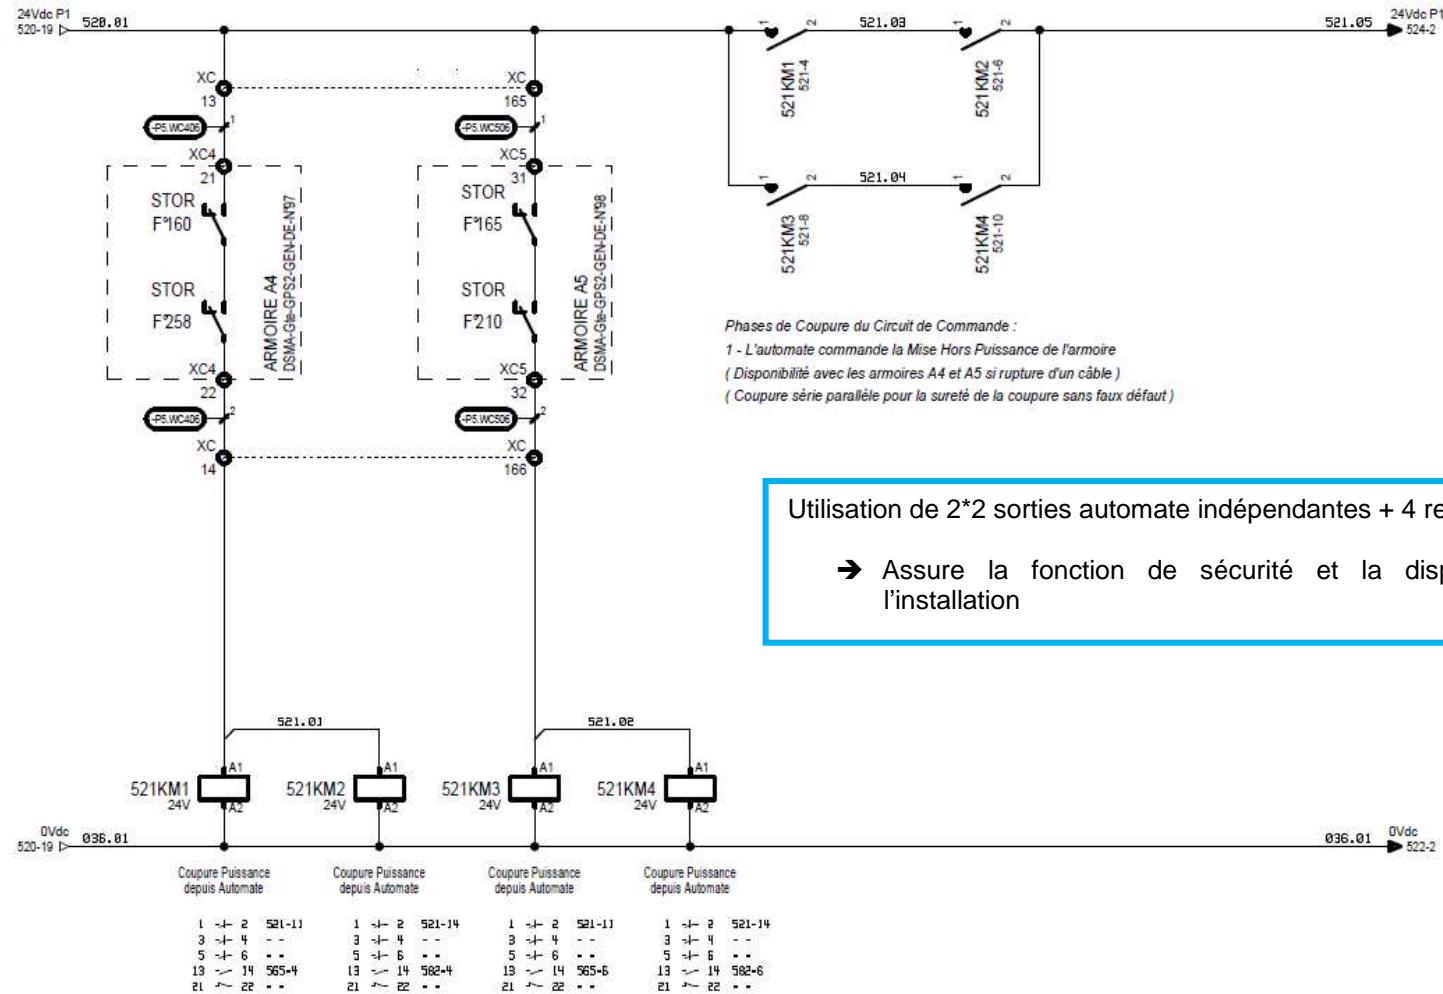 24Vdc P1
520-19
520.01
1
2
521.03
1
2
521.05
24Vdc P1
524-2
XC
13
XC
165
521KM1
521-4
521KM2
521-6
-P5.WC406
1
-P5.WC506
1
XC4
21
XC5
31
1
2
521.04
1
2
STOR
F°160
STOR
F°165
521KM3
521-8
521KM4
521-10
STOR
F°258
STOR
F°210
ARMOIRE A4
DSMA-Gte-GPS2-GEN-DE-N°97
ARMOIRE A5
DSMA-Gte-GPS2-GEN-DE-N°98
Phases de Coupure du Circuit de Commande :
1 - L'automate commande la Mise Hors Puissance de l'armoire
( Disponibilité avec les armoires A4 et A5 si rupture d'un câble )
( Coupure série parallèle pour la sureté de la coupure sans faux défaut )
XC4
22
XC5
32
-P5.WC406
2
-P5.WC506
2
XC
14
XC
166
Utilisation de 2*2 sorties automate indépendantes + 4 re
➔ Assure la fonction de sécurité et la disp
l'installation
521.01
521.02
521KM1
24V
A1
A2
521KM2
24V
A1
A2
521KM3
24V
A1
A2
521KM4
24V
A1
A2
0Vdc
520-19
036.01
036.01
0Vdc
522-2
Coupure Puissance
depuis Automate
Coupure Puissance
depuis Automate
Coupure Puissance
depuis Automate
Coupure Puissance
depuis Automate
1 2 521-11
3 4 - -
5 6 - -
13 14 565-4
21 22 - -
1 2 521-14
3 4 - -
5 6 - -
13 14 582-4
21 22 - -
1 2 521-11
3 4 - -
5 6 - -
13 14 565-6
21 22 - -
1 2 521-14
3 4 - -
5 6 - -
13 14 582-6
21 22 - -